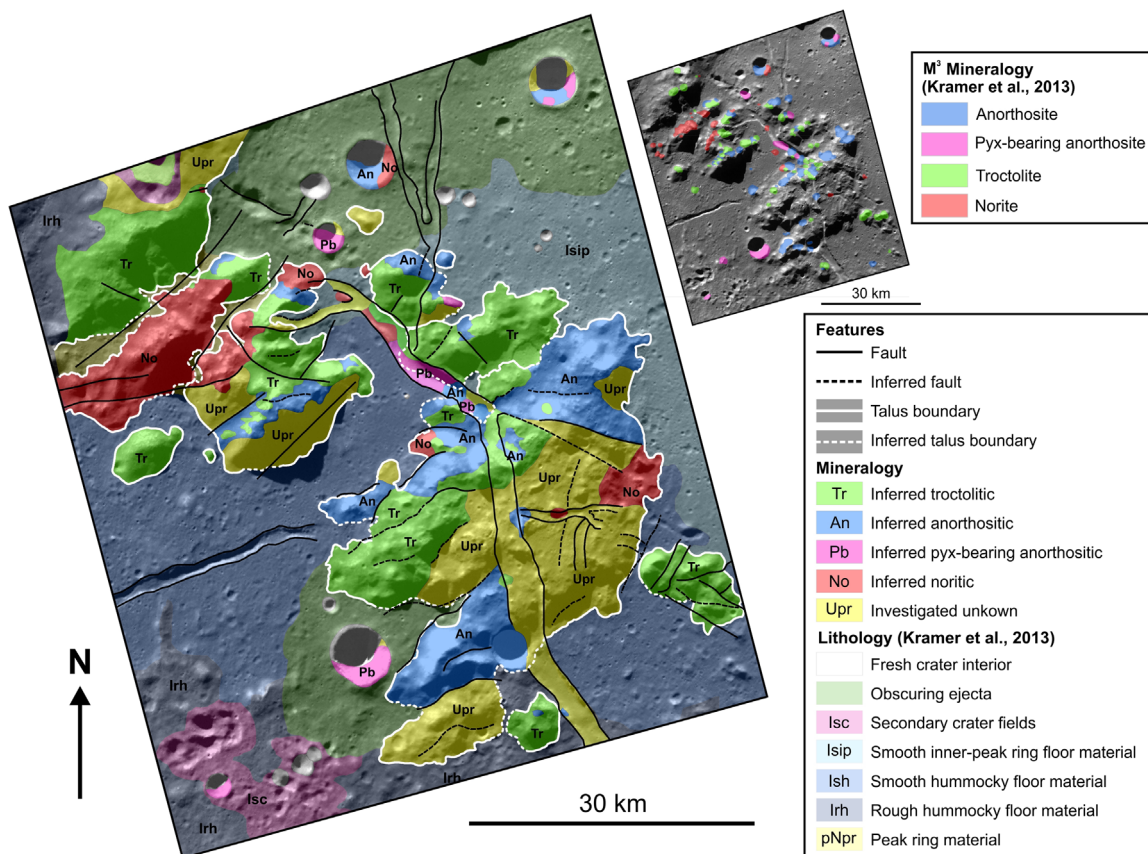 Upr
Irh
An
No
Pb
Isip
Tr
An
Tr
No
Tr
Tr
No
Pb
An
Upr
Tr
An
Pb
Upr
Tr
An
Upr
No
An
Upr
No
Tr
An
Tr
Tr
Upr
Upr
Tr
An
Pb
Irh
Upr
Tr
Irh
Isc
Irh
N
30 km
30 km
M³ Mineralogy
(Kramer et al., 2013)
Anorthosite
Pyx-bearing anorthosite
Troctolite
Norite
Features
Fault
Inferred fault
Talus boundary
Inferred talus boundary
Mineralogy
Tr Inferred troctolitic
An Inferred anorthositic
Pb Inferred pyx-bearing anorthositic
No Inferred noritic
Upr Investigated unkown
Lithology (Kramer et al., 2013)
Fresh crater interior
Obscuring ejecta
Isc Secondary crater fields
Isip Smooth inner-peak ring floor material
Ish Smooth hummocky floor material
Irh Rough hummocky floor material
pNpr Peak ring material